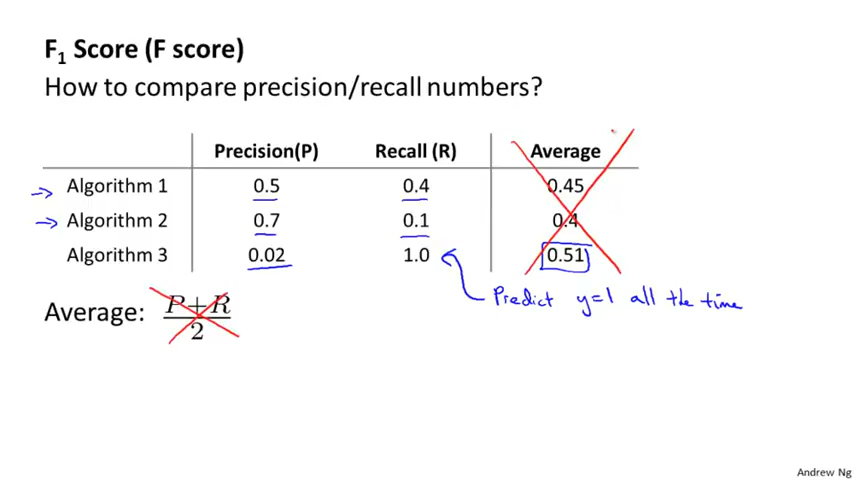 F1 Score (F score)
How to compare precision/recall numbers?
Precision(P) Recall (R) Average
Algorithm 1 0.5 0.4 0.45
Algorithm 2 0.7 0.1 0.4
Algorithm 3 0.02 1.0 0.51
Predict y=1 all the time
Average: P+R
2
Andrew Ng